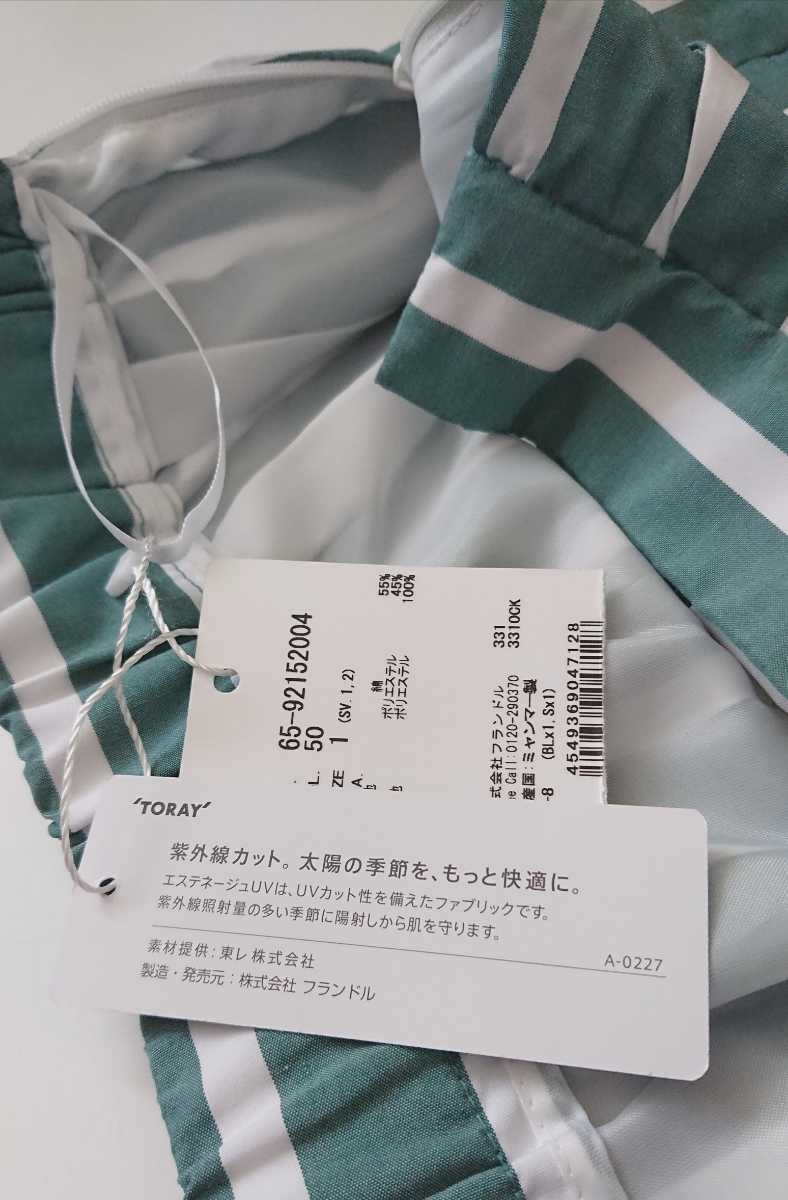 65-92152004
L. 50
ZE 1 (SV.1,2)
A.
綿 55%
ポリエステル 45%
ポリエステル 100%
式会社フランドル 331
e Call:0120-290370 3310CK
産国:ミャンマー製
-8 (BLx1,Sx1)
4549369047128
'TORAY'
紫外線カット。太陽の季節を、もっと快適に。
エステネージュUVは、UVカット性を備えたファブリックです。
紫外線照射量の多い季節に陽射しから肌を守ります。
A-0227
素材提供:東レ株式会社
製造・発売元:株式会社 フランドル